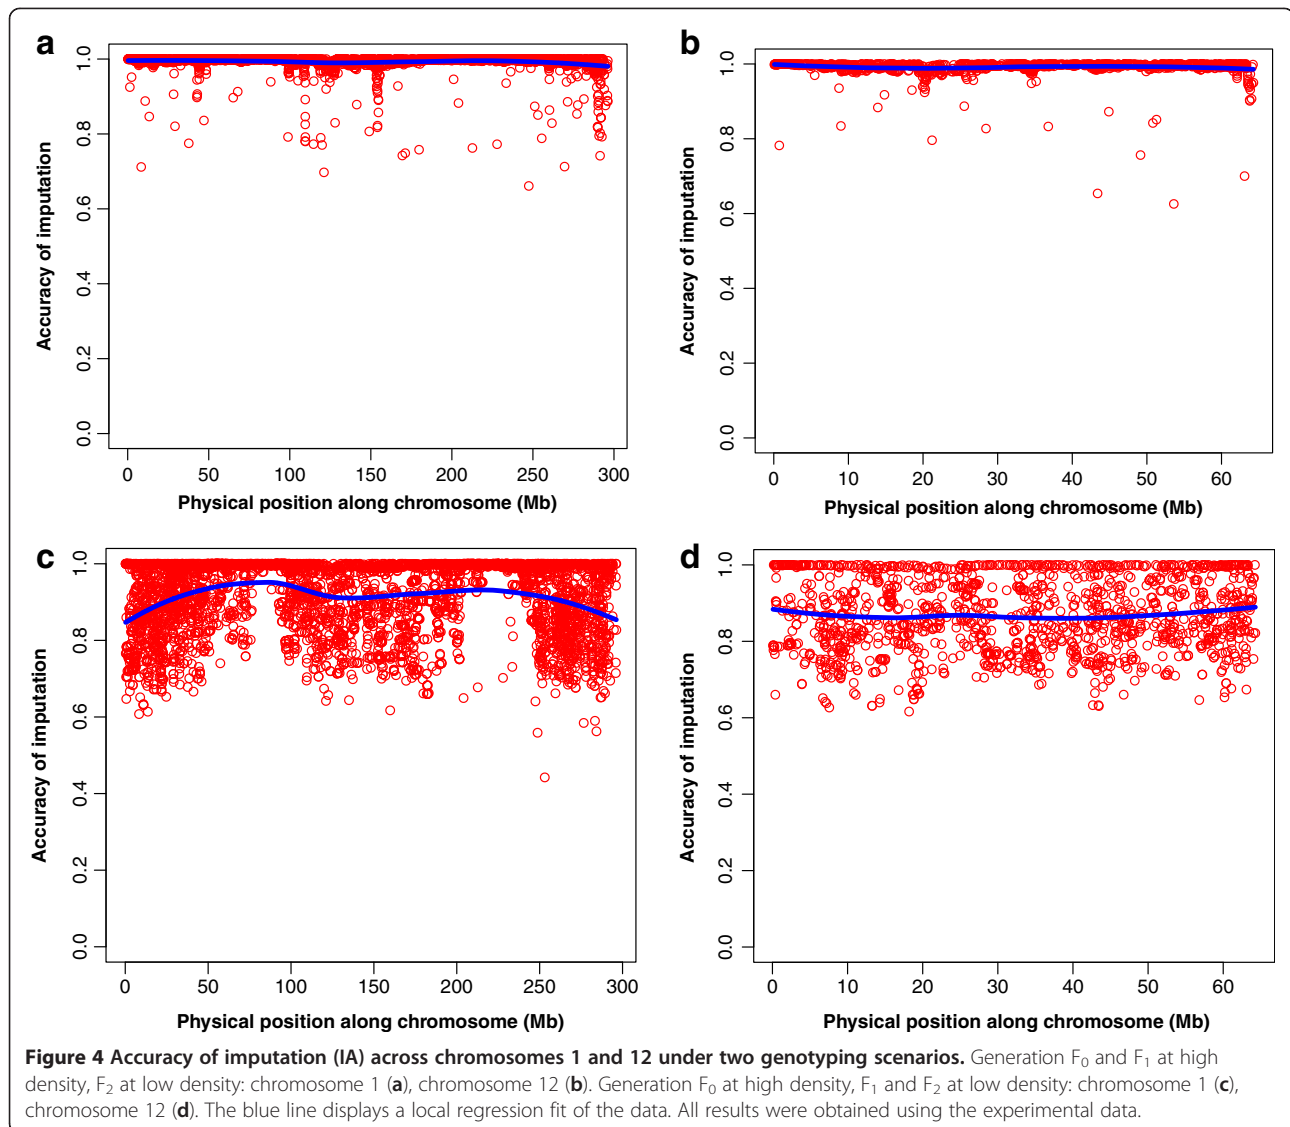 a
Accuracy of imputation
0.0 0.2 0.4 0.6 0.8 1.0
0 50 100 150 200 250 300
Physical position along chromosome (Mb)
b
Accuracy of imputation
0.0 0.2 0.4 0.6 0.8 1.0
0 10 20 30 40 50 60
Physical position along chromosome (Mb)
c
Accuracy of imputation
0.0 0.2 0.4 0.6 0.8 1.0
0 50 100 150 200 250 300
Physical position along chromosome (Mb)
d
Accuracy of imputation
0.0 0.2 0.4 0.6 0.8 1.0
0 10 20 30 40 50 60
Physical position along chromosome (Mb)
Figure 4 Accuracy of imputation (IA) across chromosomes 1 and 12 under two genotyping scenarios. Generation F₀ and F₁ at high
density, F₂ at low density: chromosome 1 (a), chromosome 12 (b). Generation F₀ at high density, F₁ and F₂ at low density: chromosome 1 (c),
chromosome 12 (d). The blue line displays a local regression fit of the data. All results were obtained using the experimental data.